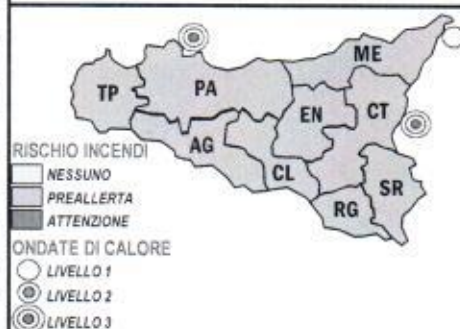 ME
TP
PA
EN
CT
AG
CL
SR
RG
RISCHIO INCENDI
NESSUNO
PREALLERTA
ATTENZIONE
ONDATE DI CALORE
LIVELLO 1
LIVELLO 2
LIVELLO 3